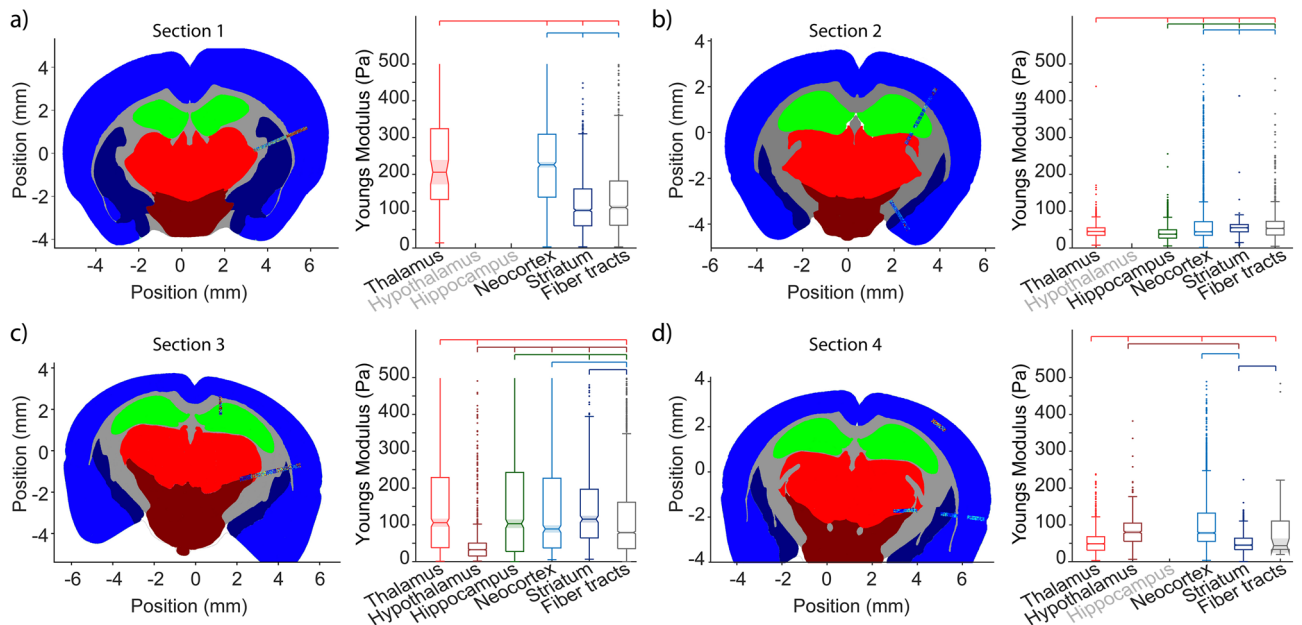 a)
Section 1
Position (mm)
4
2
0
-2
-4
-4 -2 0 2 4 6
Position (mm)
Youngs Modulus (Pa)
500
400
300
200
100
0
Thalamus
Hypothalamus
Hippocampus
Neocortex
Striatum
Fiber tracts
b)
Section 2
Position (mm)
4
2
0
-2
-4
-6 -4 -2 0 2 4 6
Position (mm)
Youngs Modulus (Pa)
500
400
300
200
100
0
Thalamus
Hypothalamus
Hippocampus
Neocortex
Striatum
Fiber tracts
c)
Section 3
Position (mm)
4
2
0
-2
-4
-6 -4 -2 0 2 4 6
Position (mm)
Youngs Modulus (Pa)
500
400
300
200
100
0
Thalamus
Hypothalamus
Hippocampus
Neocortex
Striatum
Fiber tracts
d)
Section 4
Position (mm)
4
2
0
-2
-4
-4 -2 0 2 4 6
Position (mm)
Youngs Modulus (Pa)
500
400
300
200
100
0
Thalamus
Hypothalamus
Hippocampus
Neocortex
Striatum
Fiber tracts